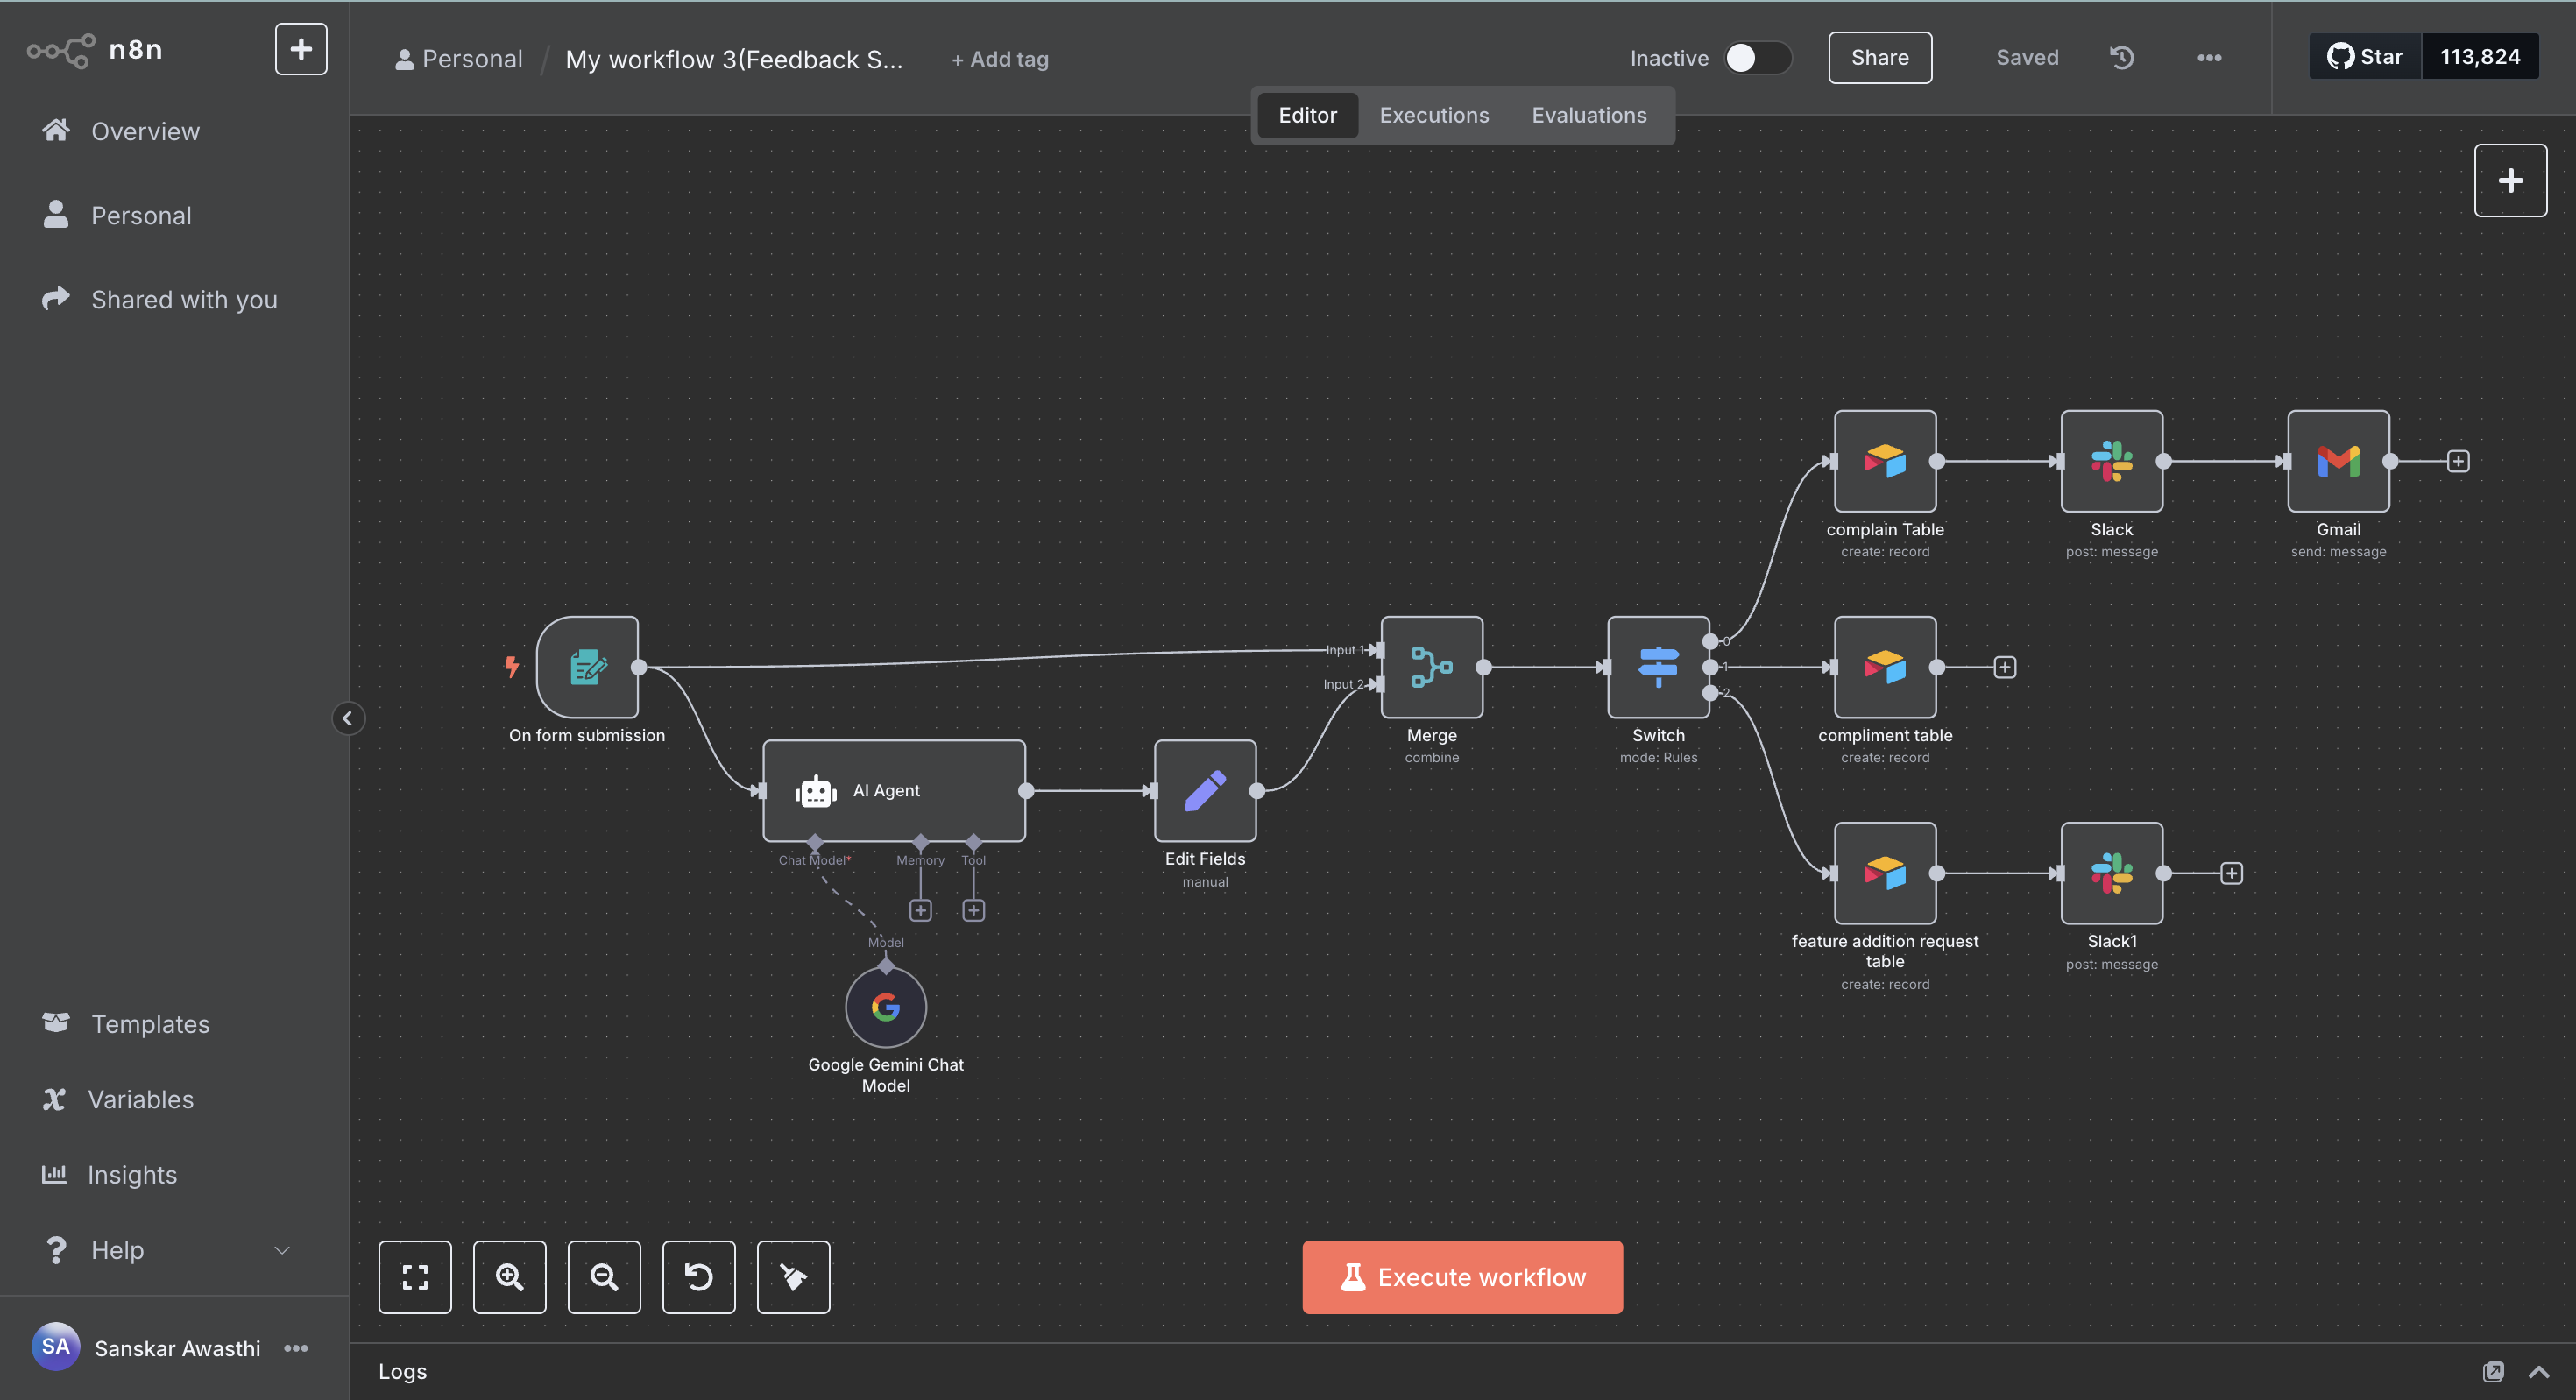 n8n
Overview
Personal
Shared with you
Templates
Variables
Insights
Help
SA
Sanskar Awasthi
Personal / My workflow 3(Feedback S...
+ Add tag
Inactive
Share
Saved
Star
113,824
Editor
Executions
Evaluations
On form submission
AI Agent
Chat Model*
Memory
Tool
Model
Google Gemini Chat
Model
Edit Fields
manual
Input 1
Input 2
Merge
combine
Switch
mode: Rules
0
1
2
complain Table
create: record
Slack
post: message
Gmail
send: message
compliment table
create: record
feature addition request
table
create: record
Slack1
post: message
Execute workflow
Logs